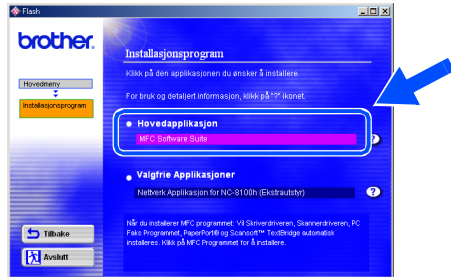 Flash
brother.
Installasjonsprogram
Klikk på den applikasjonen du ønsker å installere
Hovedmeny
For bruk og detaljert informasjon, klikk på "?" ikonet.
Installasjonsprogram
Hovedapplikasjon
MFC Software Suite
?
Valgfrie Applikasjoner
Nettverk Applikasjon for NC-8100h (Ekstrautstyr)
?
Når du installerer MFC programmet: Vil Skriverdriveren, Skannerdriveren, PC
Faks Programmet, PaperPort® og Scansoft™ TextBridge automatisk
installeres. Klikk på MFC Programmet for å installere.
Tilbake
Avslutt